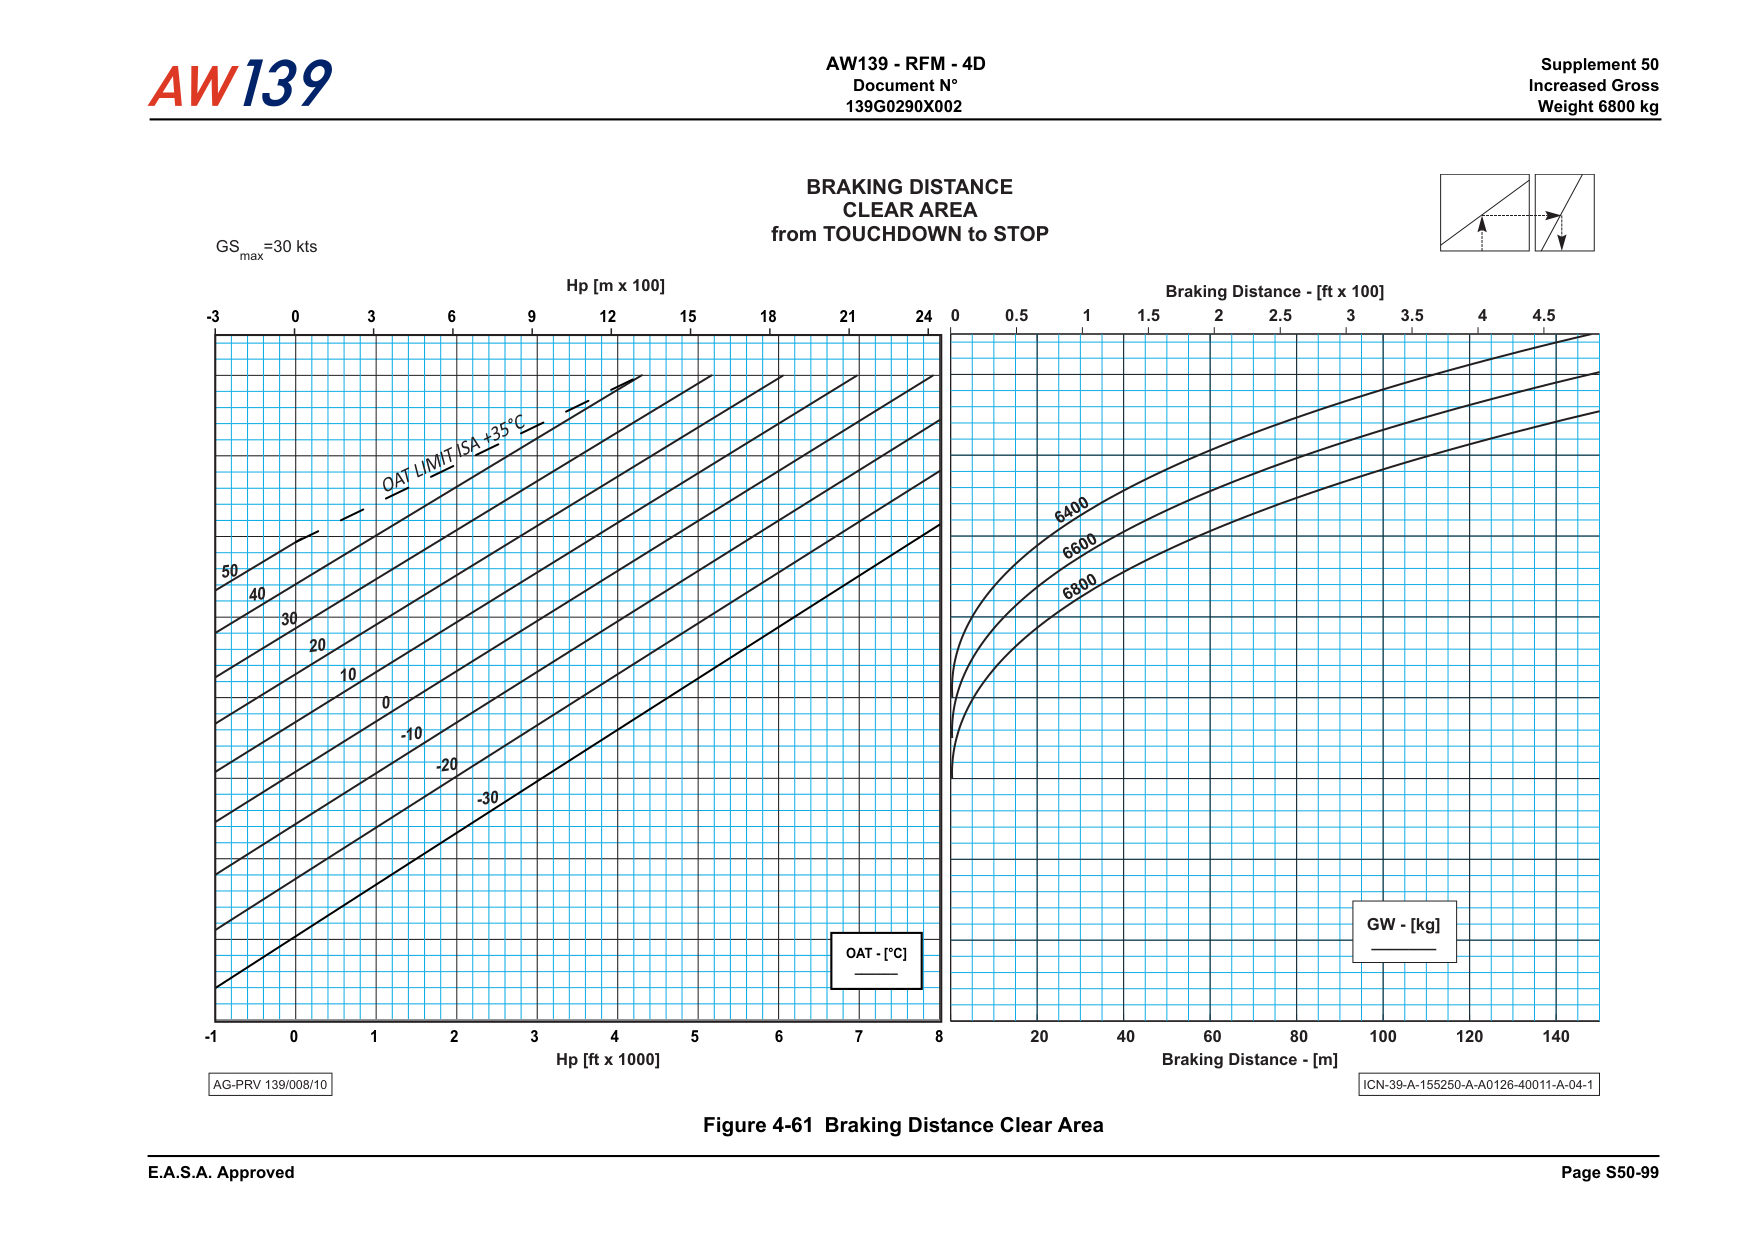 AW139
AW139 - RFM - 4D
Document N°
139G0290X002
Supplement 50
Increased Gross
Weight 6800 kg
BRAKING DISTANCE
CLEAR AREA
from TOUCHDOWN to STOP
GSmax=30 kts
Hp [m x 100]
-3 0 3 6 9 12 15 18 21 24
Braking Distance - [ft x 100]
0 0.5 1 1.5 2 2.5 3 3.5 4 4.5
OAT LIMIT ISA +35°C
50
40
30
20
10
0
-10
-20
-30
OAT - [°C]
6400
6600
6800
GW - [kg]
-1 0 1 2 3 4 5 6 7 8
Hp [ft x 1000]
20 40 60 80 100 120 140
Braking Distance - [m]
AG-PRV 139/008/10
ICN-39-A-155250-A-A0126-40011-A-04-1
Figure 4-61 Braking Distance Clear Area
E.A.S.A. Approved
Page S50-99